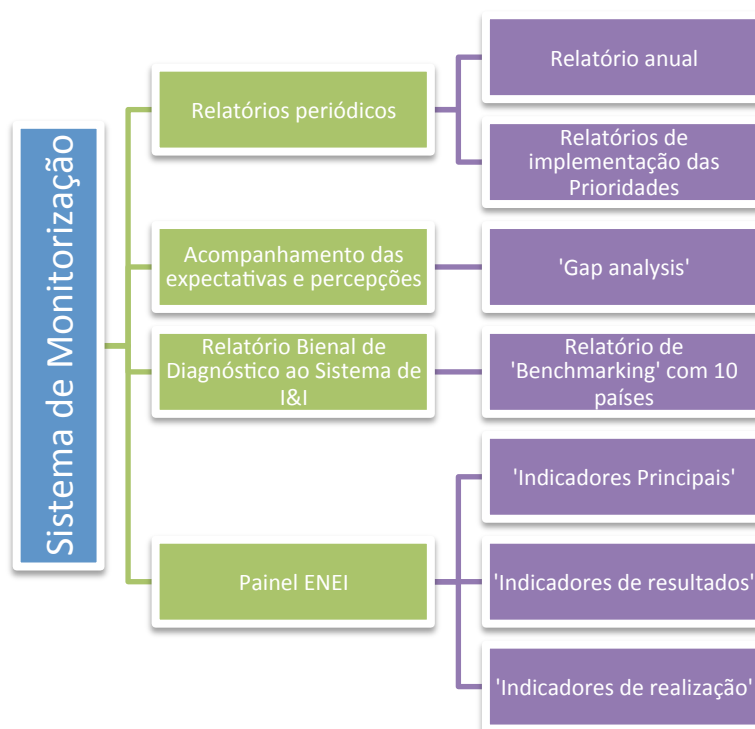 Sistema de Monitorização
Relatórios periódicos
Relatório anual
Relatórios de
implementação das
Prioridades
Acompanhamento das
expectativas e percepções
'Gap analysis'
Relatório Bienal de
Diagnóstico ao Sistema de
I&I
Relatório de
'Benchmarking' com 10
países
Painel ENEI
'Indicadores Principais'
'Indicadores de resultados'
'Indicadores de realização'